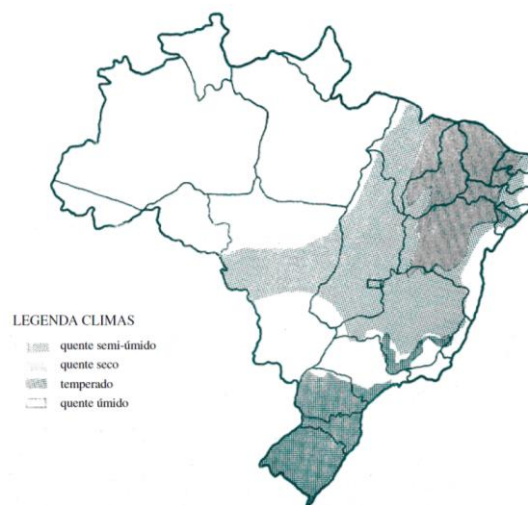 LEGENDA CLIMAS
quente semi-úmido
quente seco
temperado
quente úmido